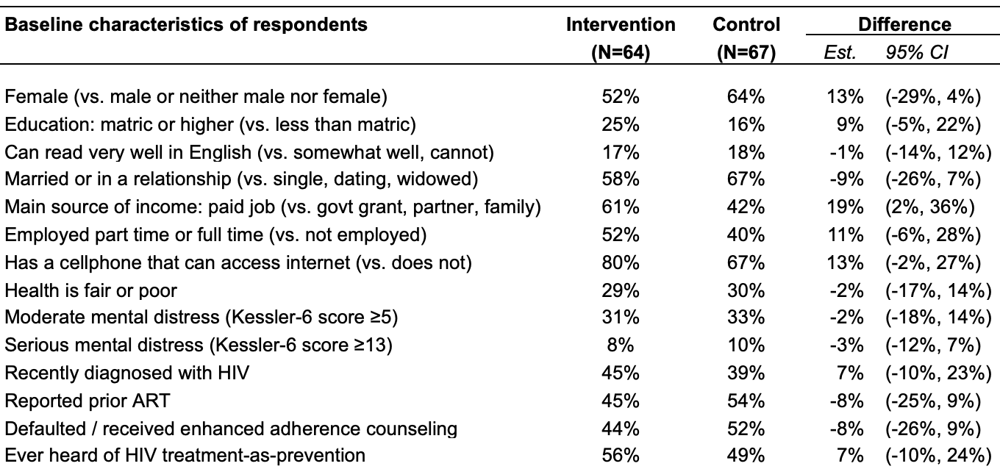 Baseline characteristics of respondents Intervention Control Difference
(N=64) (N=67) Est. 95% CI
Female (vs. male or neither male nor female) 52% 64% 13% (-29%, 4%)
Education: matric or higher (vs. less than matric) 25% 16% 9% (-5%, 22%)
Can read very well in English (vs. somewhat well, cannot) 17% 18% -1% (-14%, 12%)
Married or in a relationship (vs. single, dating, widowed) 58% 67% -9% (-26%, 7%)
Main source of income: paid job (vs. govt grant, partner, family) 61% 42% 19% (2%, 36%)
Employed part time or full time (vs. not employed) 52% 40% 11% (-6%, 28%)
Has a cellphone that can access internet (vs. does not) 80% 67% 13% (-2%, 27%)
Health is fair or poor 29% 30% -2% (-17%, 14%)
Moderate mental distress (Kessler-6 score ≥5) 31% 33% -2% (-18%, 14%)
Serious mental distress (Kessler-6 score ≥13) 8% 10% -3% (-12%, 7%)
Recently diagnosed with HIV 45% 39% 7% (-10%, 23%)
Reported prior ART 45% 54% -8% (-25%, 9%)
Defaulted / received enhanced adherence counseling 44% 52% -8% (-26%, 9%)
Ever heard of HIV treatment-as-prevention 56% 49% 7% (-10%, 24%)